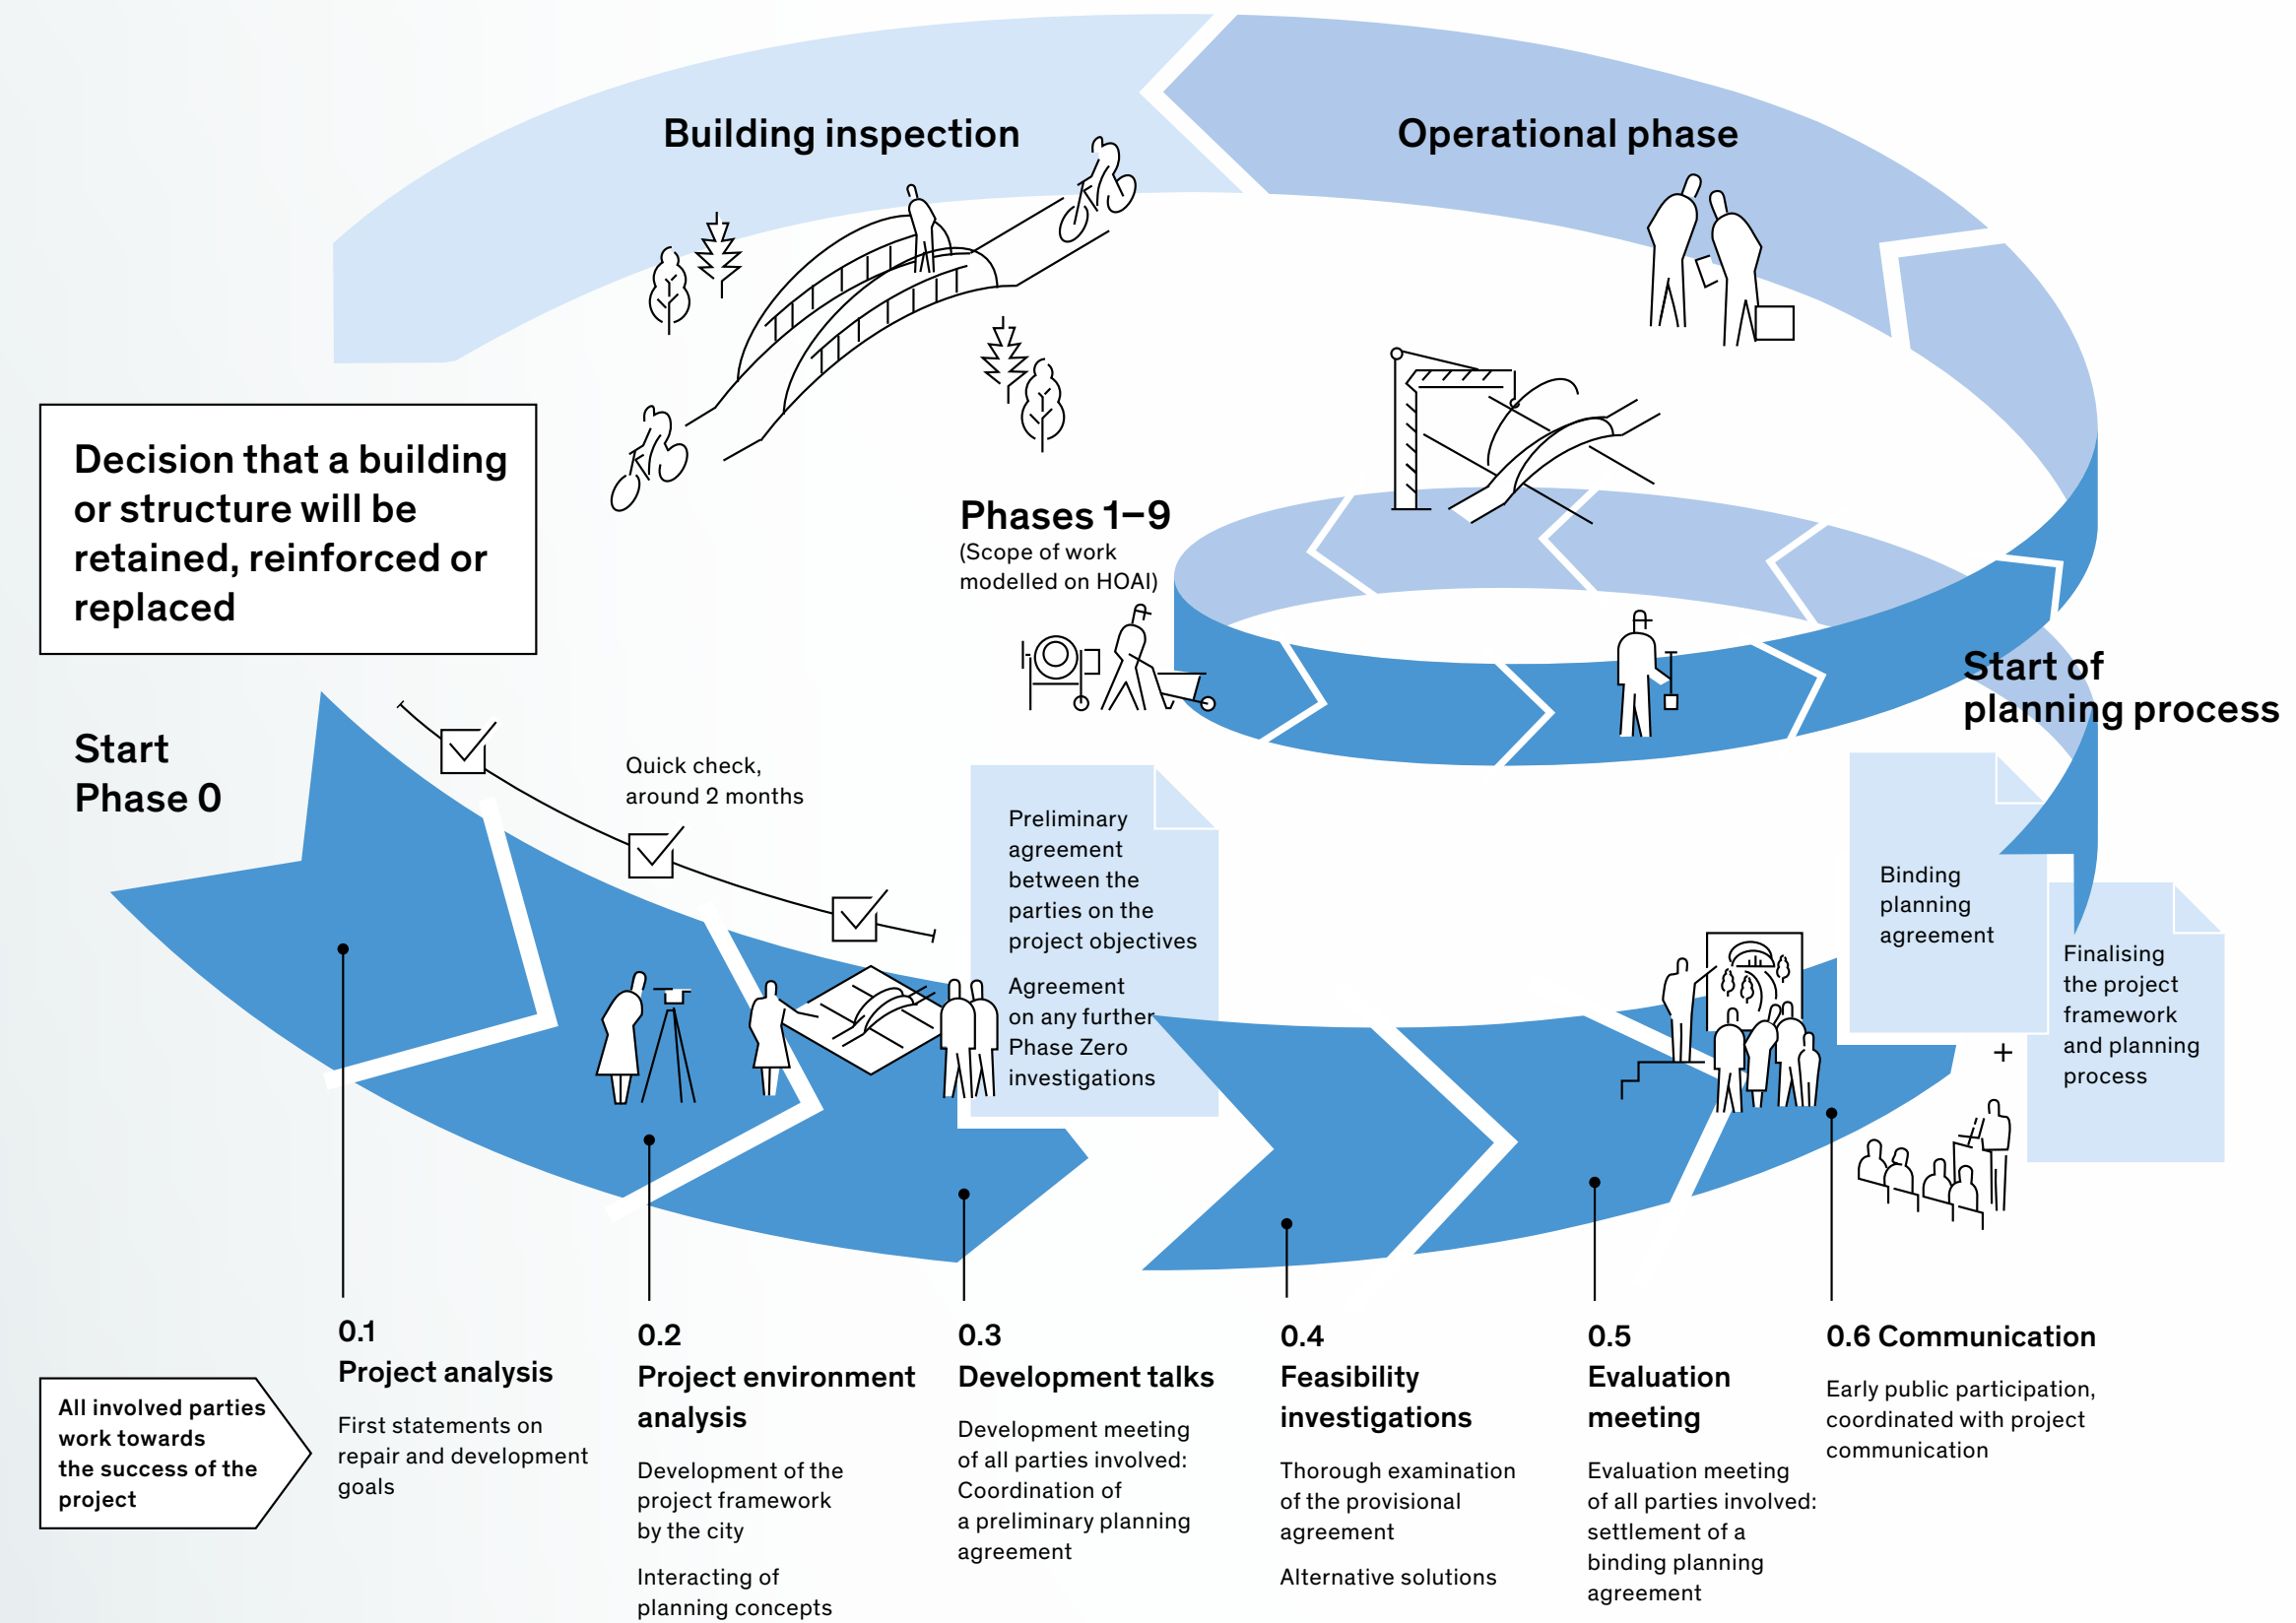 Building inspection
Operational phase
Decision that a building
or structure will be
retained, reinforced or
replaced
Phases 1–9
(Scope of work
modelled on HOAI)
Start of
planning process
Start
Phase 0
Quick check,
around 2 months
Preliminary
agreement
between the
parties on the
project objectives
Agreement
on any further
Phase Zero
investigations
Binding
planning
agreement
+
Finalising
the project
framework
and planning
process
All involved parties
work towards
the success of the
project
0.1
Project analysis
First statements on
repair and development
goals
0.2
Project environment
analysis
Development of the
project framework
by the city
Interacting of
planning concepts
0.3
Development talks
Development meeting
of all parties involved:
Coordination of
a preliminary planning
agreement
0.4
Feasibility
investigations
Thorough examination
of the provisional
agreement
Alternative solutions
0.5
Evaluation
meeting
Evaluation meeting
of all parties involved:
settlement of a
binding planning
agreement
0.6 Communication
Early public participation,
coordinated with project
communication